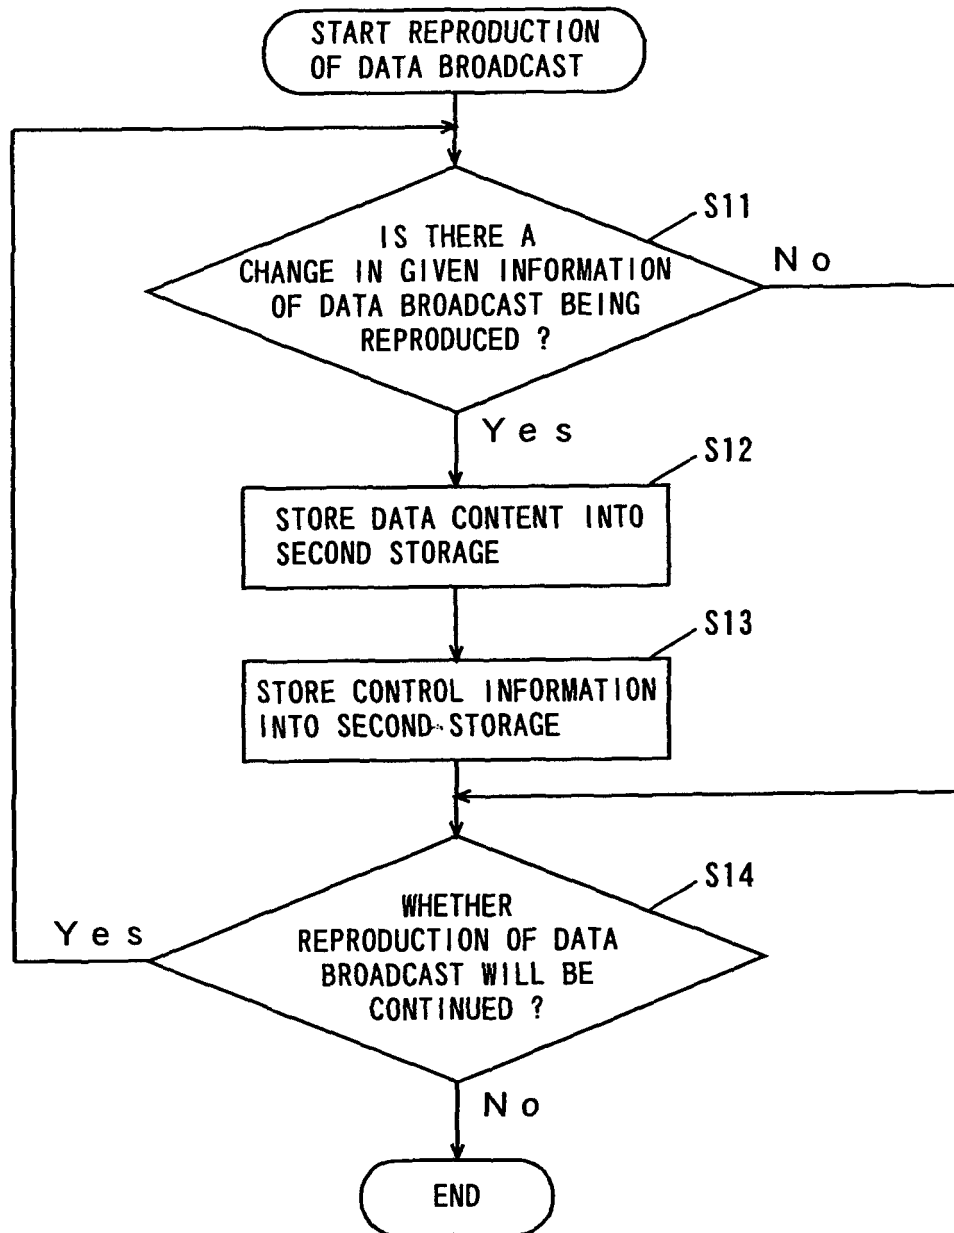 START REPRODUCTION
OF DATA BROADCAST
S11
IS THERE A
CHANGE IN GIVEN INFORMATION
OF DATA BROADCAST BEING
REPRODUCED ?
No
Yes
S12
STORE DATA CONTENT INTO
SECOND STORAGE
S13
STORE CONTROL INFORMATION
INTO SECOND STORAGE
S14
WHETHER
REPRODUCTION OF DATA
BROADCAST WILL BE
CONTINUED ?
Yes
No
END